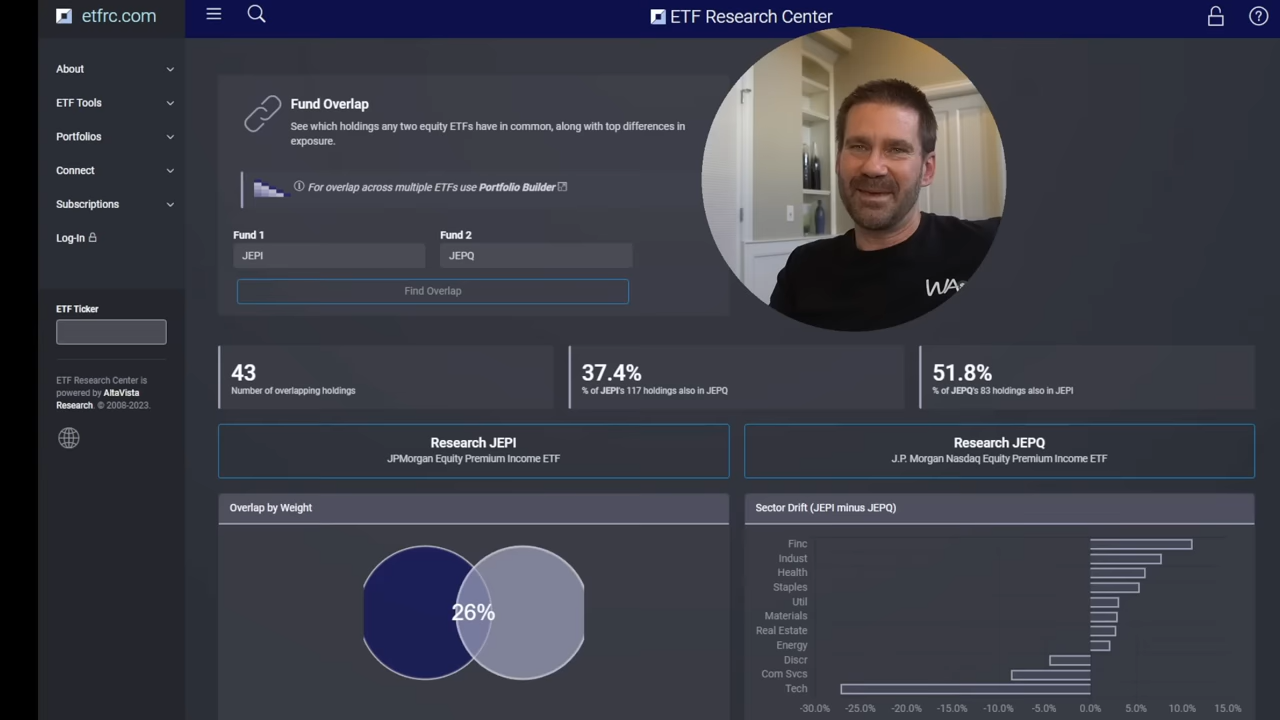 etfrc.com
ETF Research Center
About
ETF Tools
Portfolios
Connect
Subscriptions
Log-In
ETF Ticker
ETF Research Center is
powered by AltaVista
Research. © 2008-2023.
Fund Overlap
See which holdings any two equity ETFs have in common, along with top differences in
exposure.
For overlap across multiple ETFs use Portfolio Builder
Fund 1
Fund 2
JEPI
JEPQ
Find Overlap
43
Number of overlapping holdings
37.4%
% of JEPI's 117 holdings also in JEPQ
51.8%
% of JEPQ's 83 holdings also in JEPI
Research JEPI
JPMorgan Equity Premium Income ETF
Research JEPQ
J.P. Morgan Nasdaq Equity Premium Income ETF
Overlap by Weight
26%
Sector Drift (JEPI minus JEPQ)
Finc
Indust
Health
Staples
Util
Materials
Real Estate
Energy
Discr
Com Svcs
Tech
-30.0% -25.0% -20.0% -15.0% -10.0% -5.0% 0.0% 5.0% 10.0% 15.0%